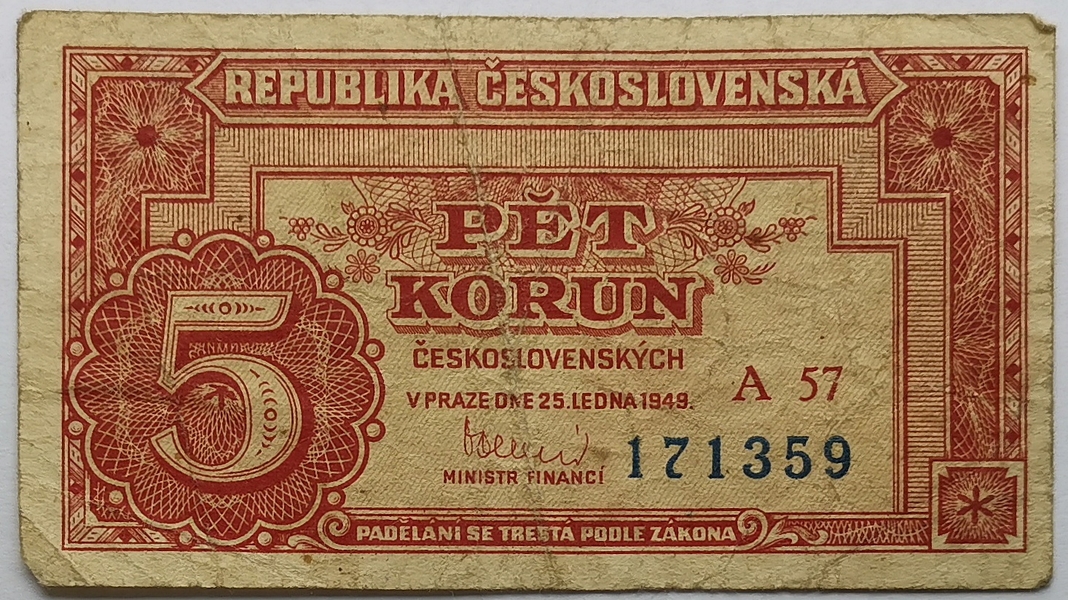 REPUBLIKA ČESKOSLOVENSKÁ
PĚT
KORUN
ČESKOSLOVENSKÝCH
V PRAZE DNE 25. LEDNA 1949.
A 57
MINISTR FINANCÍ
171359
5
PADĚLÁNÍ SE TRESTÁ PODLE ZÁKONA